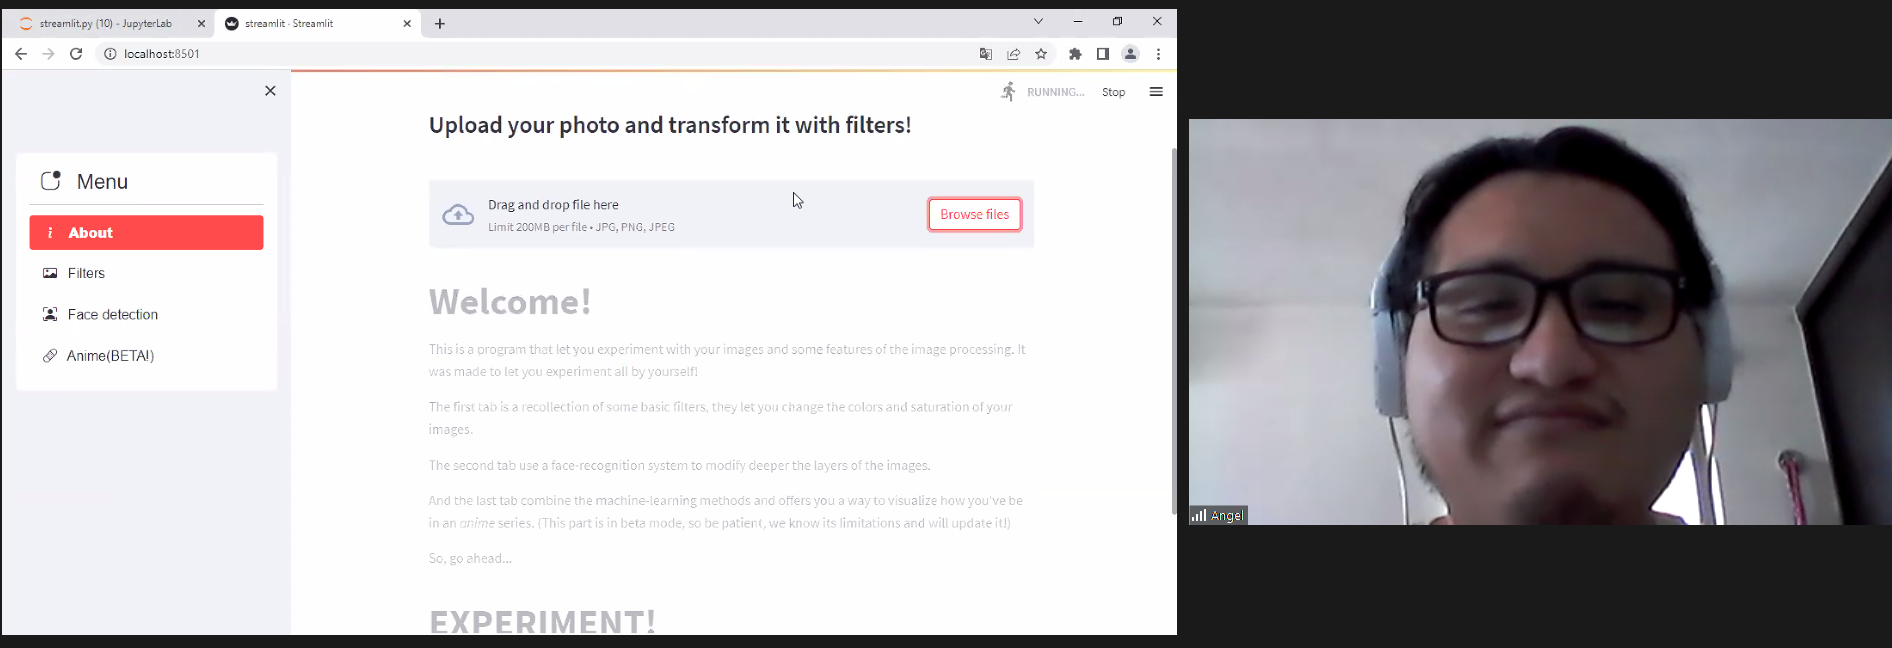 streamlit.py (10) - JupyterLab
streamlit · Streamlit
localhost:8501
RUNNING...
Stop
Upload your photo and transform it with filters!
Menu
Drag and drop file here
Limit 200MB per file • JPG, PNG, JPEG
Browse files
i About
Filters
Face detection
Anime(BETA!)
Welcome!
This is a program that let you experiment with your images and some features of the image processing. It
was made to let you experiment all by yourself!
The first tab is a recollection of some basic filters, they let you change the colors and saturation of your
images.
The second tab use a face-recognition system to modify deeper the layers of the images.
And the last tab combine the machine-learning methods and offers you a way to visualize how you've be
in an anime series. (This part is in beta mode, so be patient, we know its limitations and will update it!)
So, go ahead...
EXPERIMENT!
Angel